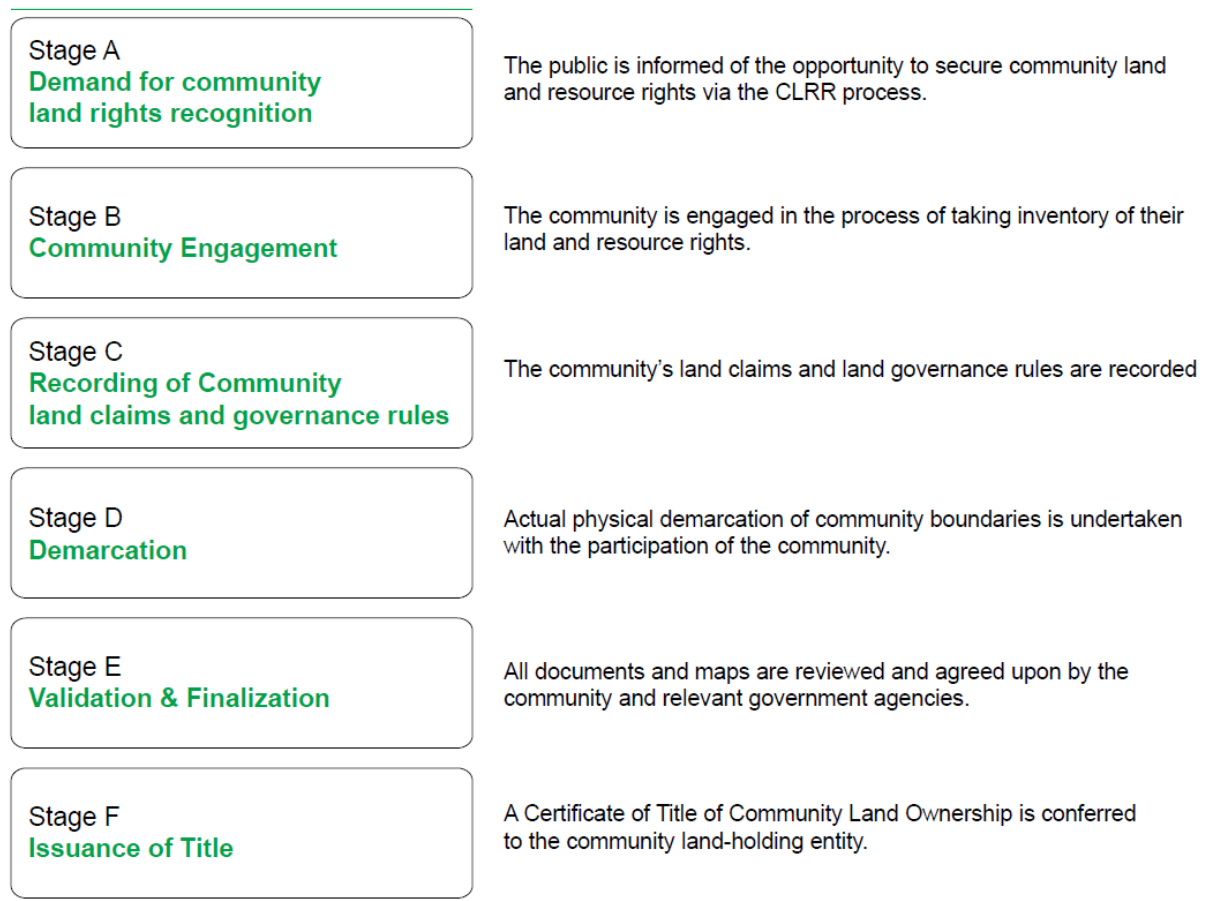 Stage A
Demand for community
land rights recognition
The public is informed of the opportunity to secure community land
and resource rights via the CLRR process.
Stage B
Community Engagement
The community is engaged in the process of taking inventory of their
land and resource rights.
Stage C
Recording of Community
land claims and governance rules
The community’s land claims and land governance rules are recorded
Stage D
Demarcation
Actual physical demarcation of community boundaries is undertaken
with the participation of the community.
Stage E
Validation & Finalization
All documents and maps are reviewed and agreed upon by the
community and relevant government agencies.
Stage F
Issuance of Title
A Certificate of Title of Community Land Ownership is conferred
to the community land-holding entity.